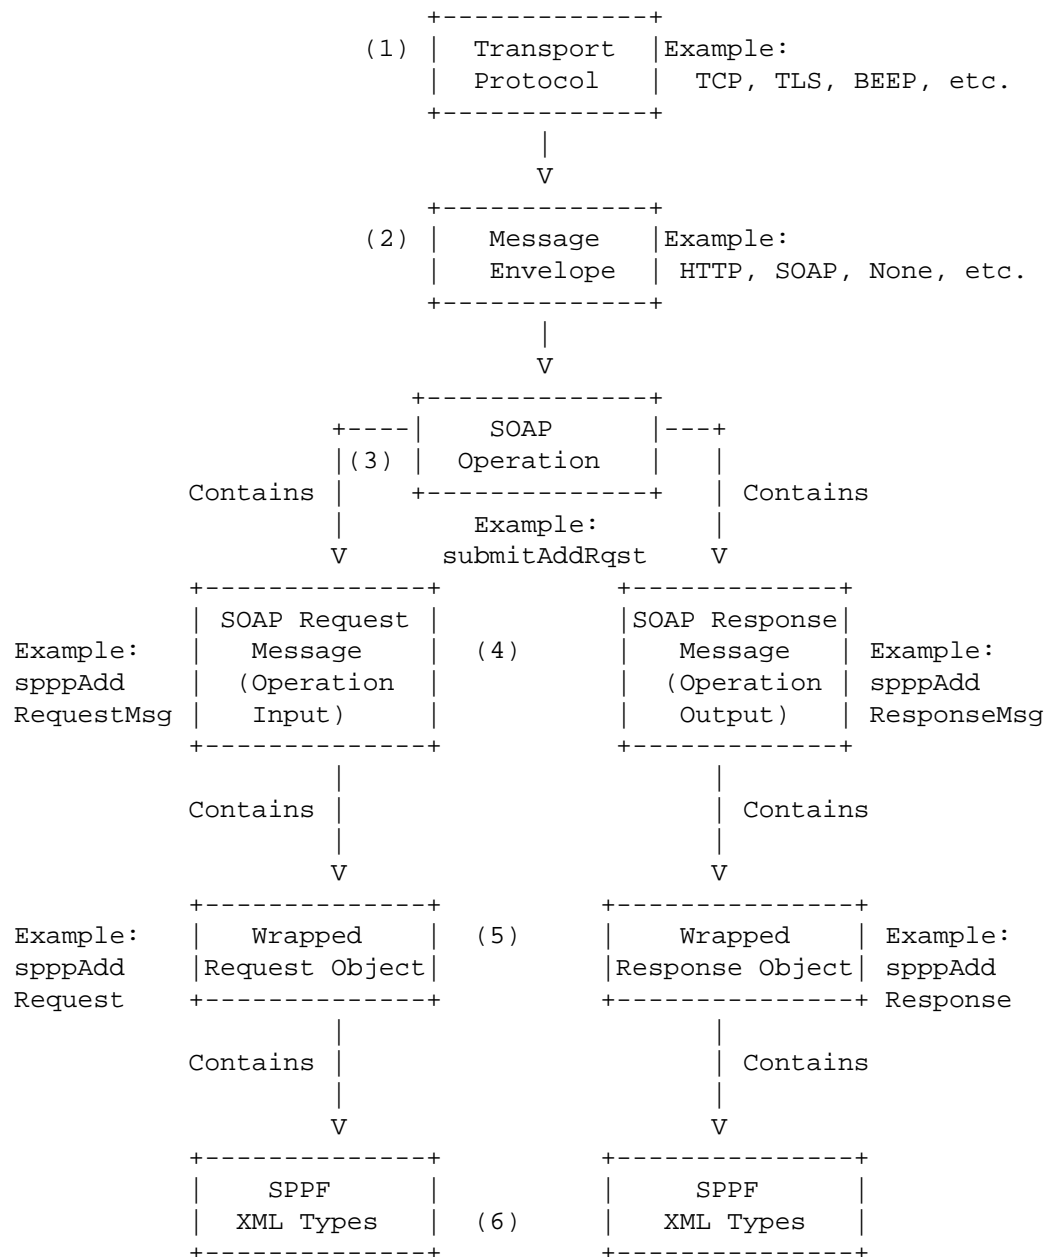 +-------------+
          (1) |  Transport  |Example:
              |   Protocol  |  TCP, TLS, BEEP, etc.
              +-------------+
                     |
                     V
              +-------------+
          (2) |   Message   |Example:
              |   Envelope  | HTTP, SOAP, None, etc.
              +-------------+
                     |
                     V
             +--------------+
        +----|    SOAP      |---+
        |(3) |  Operation   |   |
Contains |    +--------------+   | Contains
        |       Example:        |
        V     submitAddRqst     V
+--------------+           +-------------+
| SOAP Request |           |SOAP Response|
Example:   |   Message    |  (4)      |   Message   | Example:
spppAdd    |  (Operation  |           |  (Operation | spppAdd
RequestMsg |   Input)     |           |   Output)   | ResponseMsg
+--------------+           +-------------+
        |                       |
Contains |                       | Contains
        |                       |
        V                       V
+--------------+          +---------------+
Example:   |   Wrapped    |  (5)     |    Wrapped    | Example:
spppAdd    |Request Object|          |Response Object| spppAdd
Request    +--------------+          +---------------+ Response
        |                       |
Contains |                       | Contains
        |                       |
        V                       V
+--------------+          +---------------+
|     SPPF     |          |     SPPF      |
|  XML Types   |  (6)     |   XML Types   |
+--------------+          +---------------+